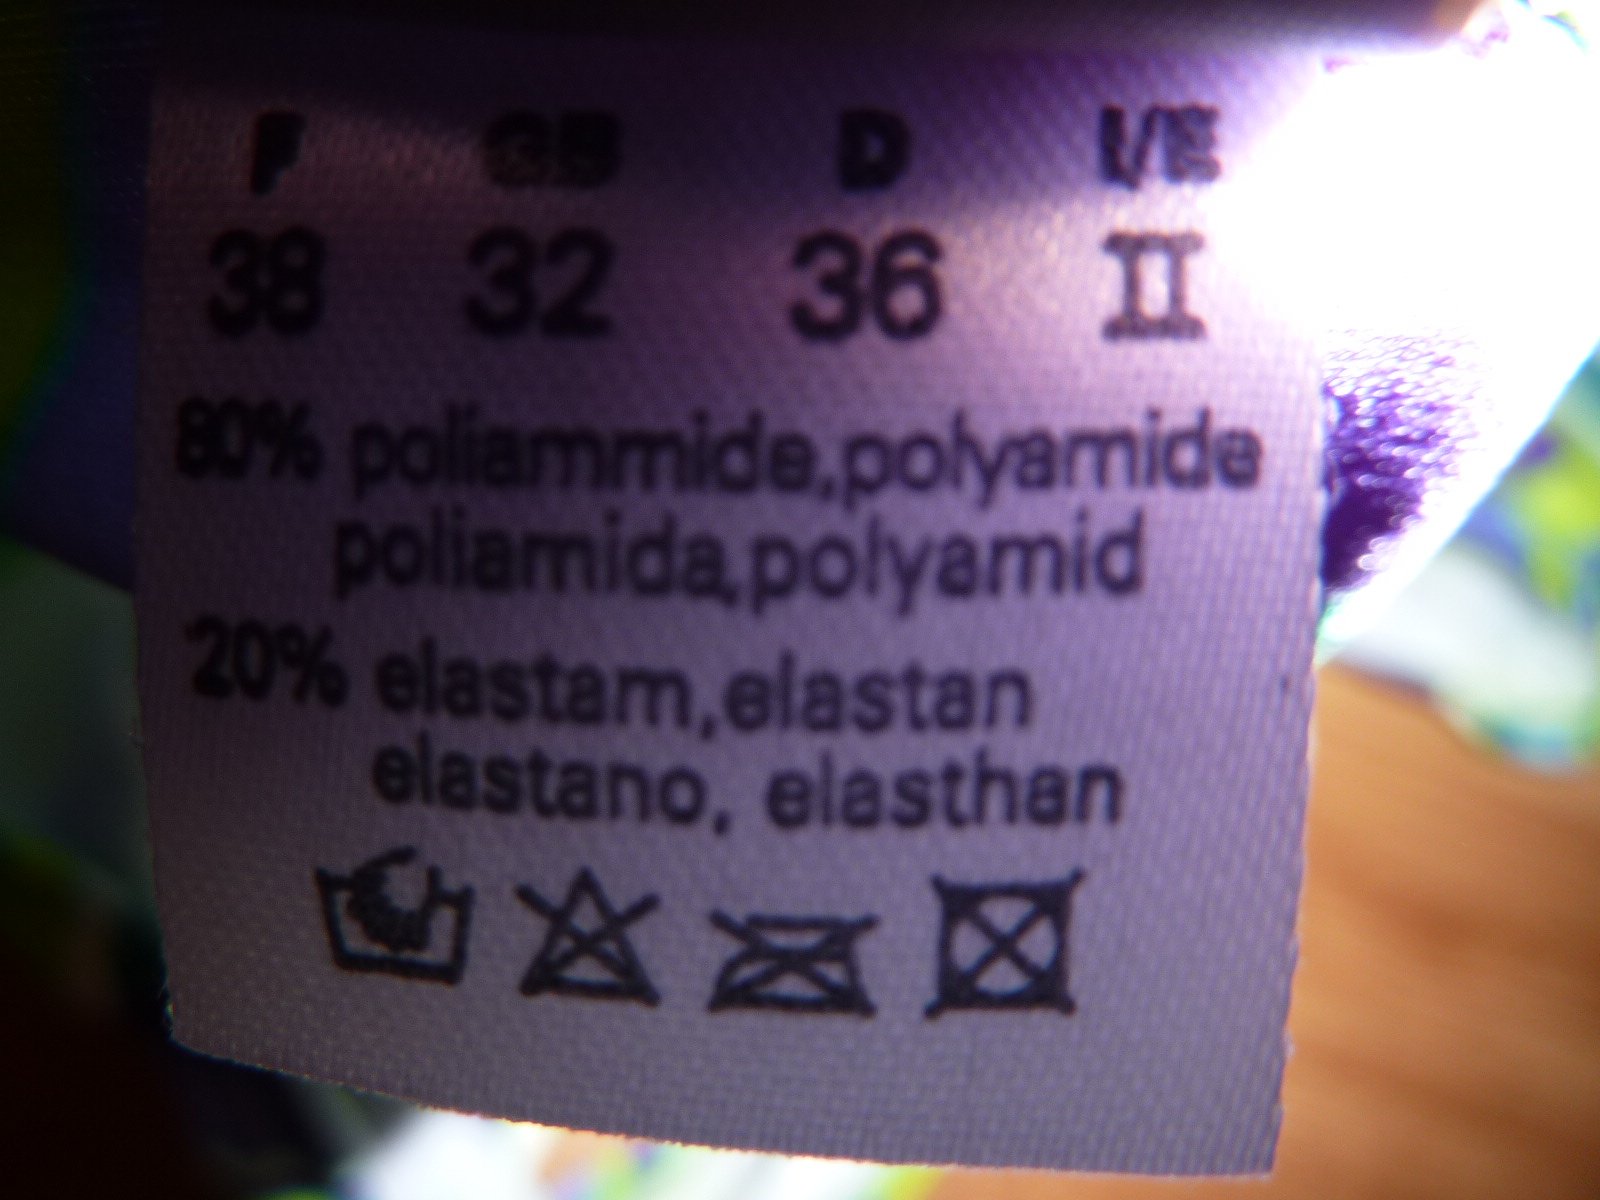 F GB D I/E
38 32 36 II
80% poliammide,polyamide
poliamida,polyamid
20% elastam,elastan
elastano, elasthan